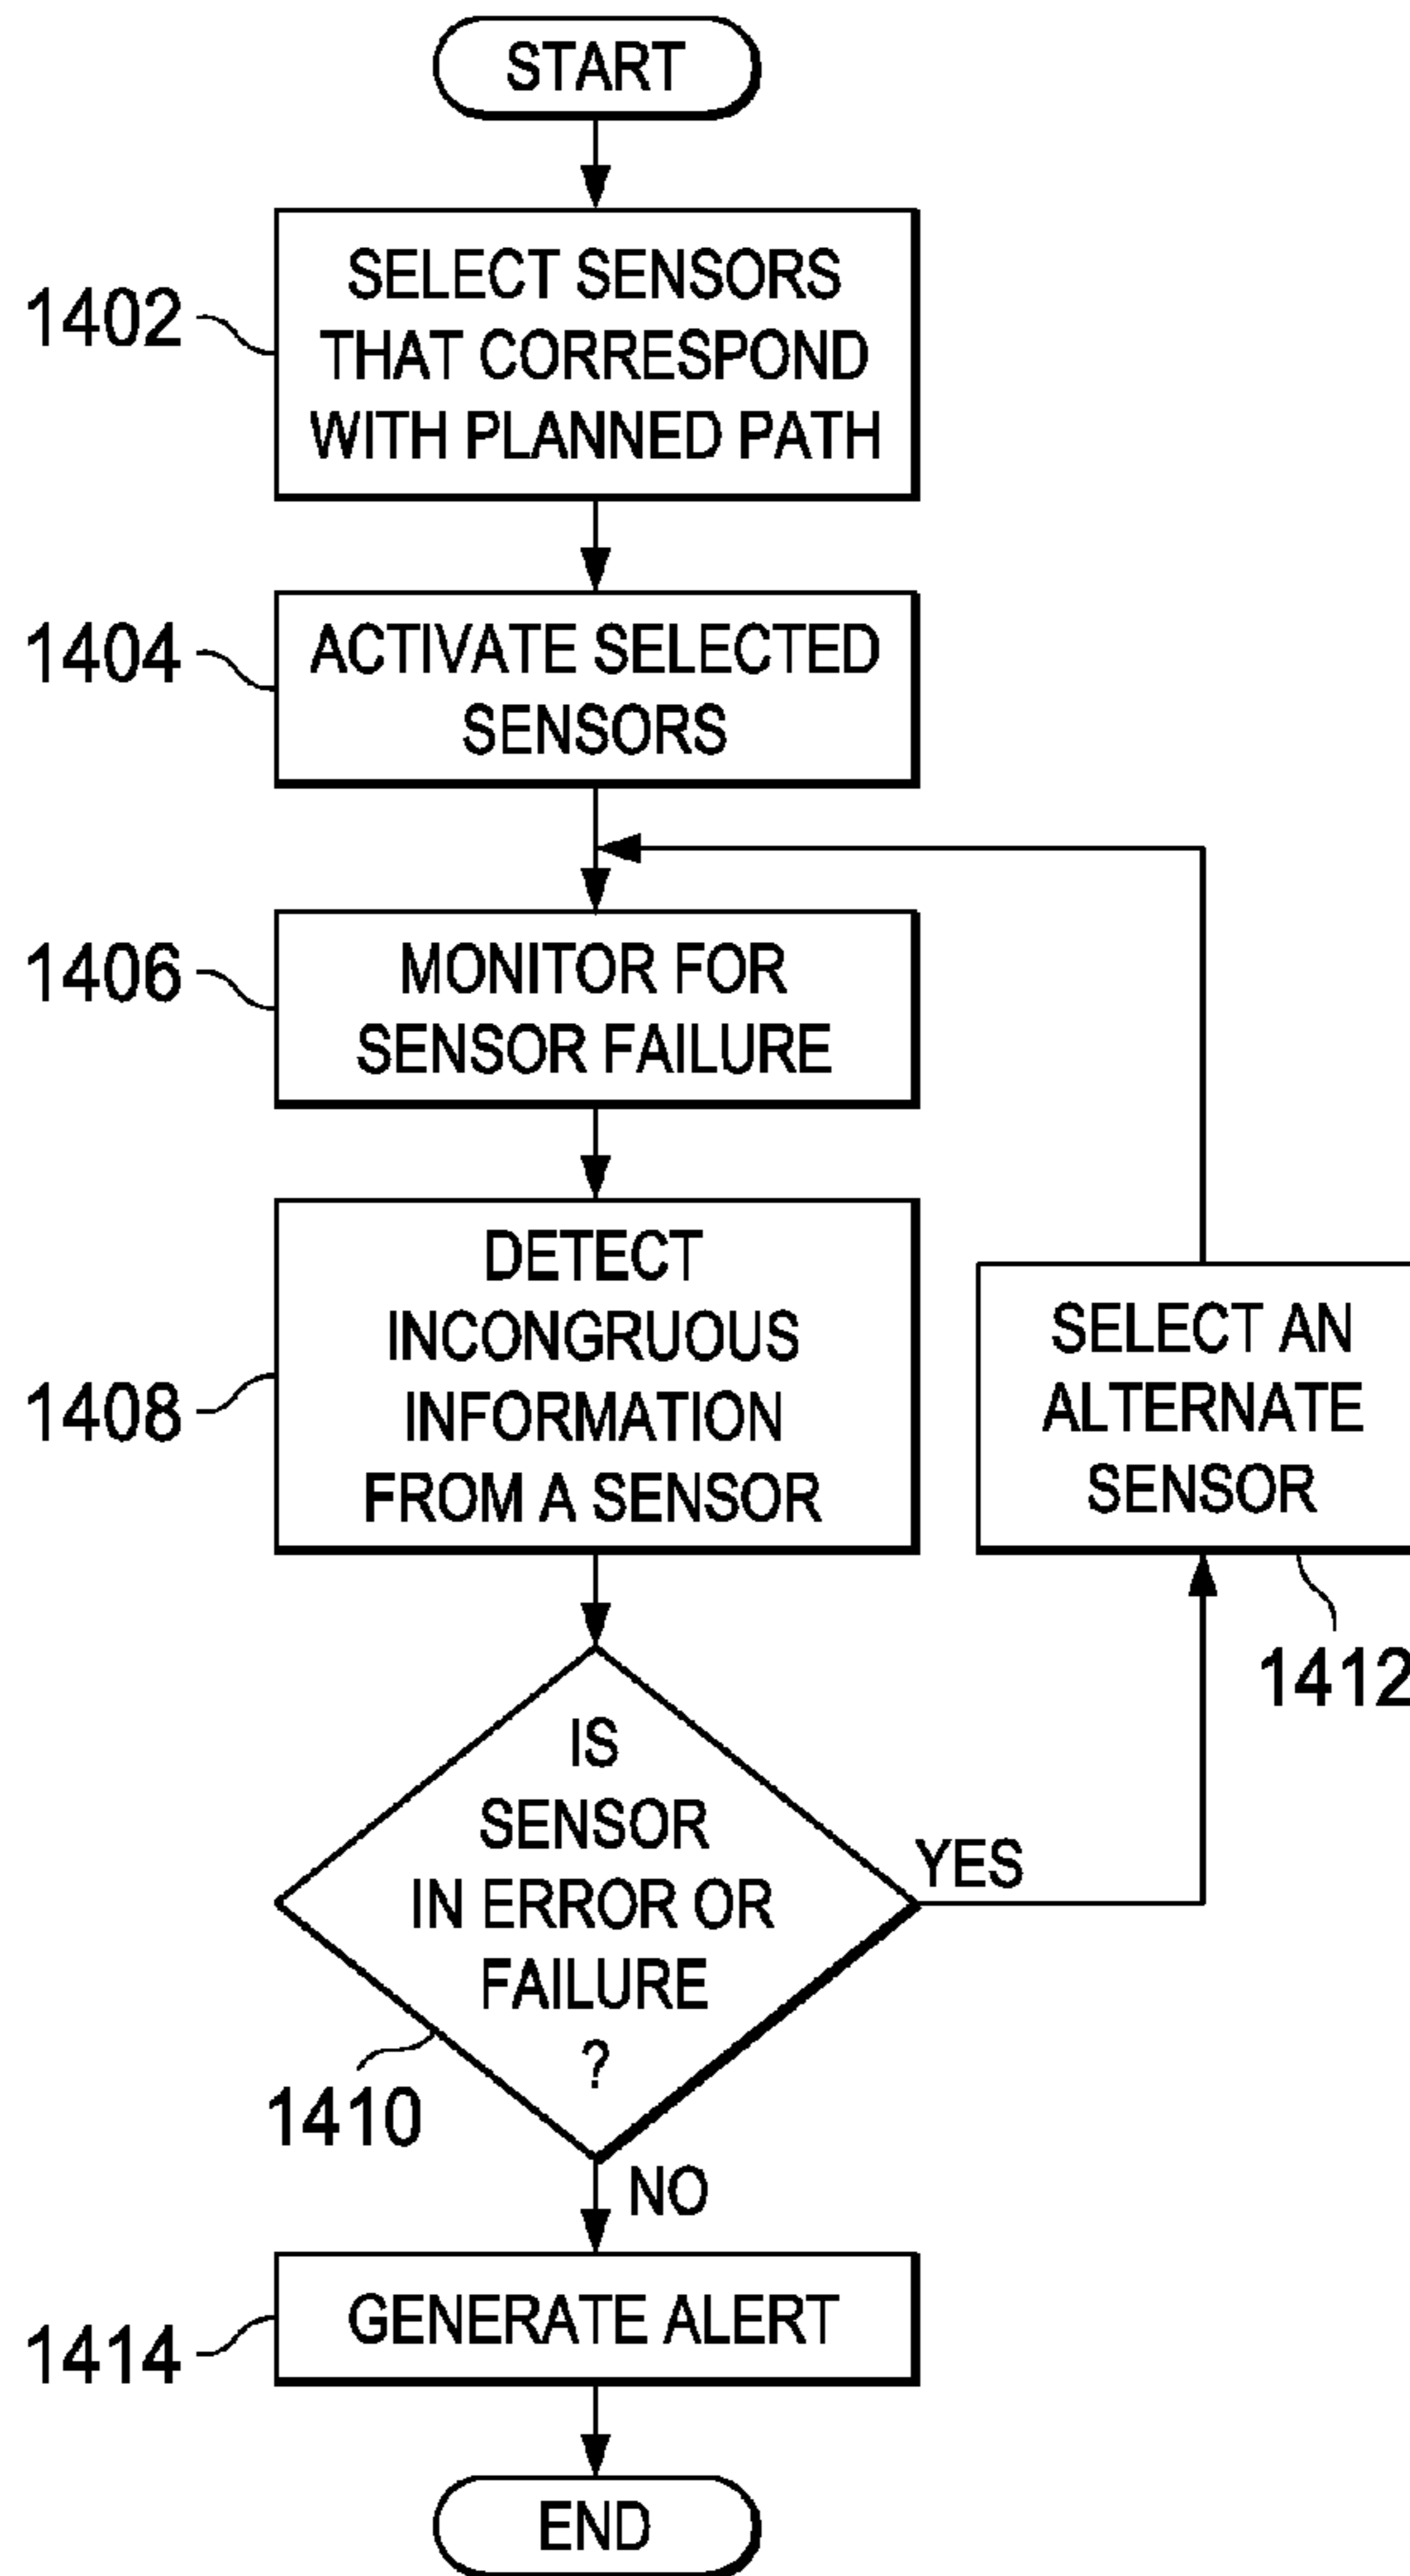 START
1402
SELECT SENSORS
THAT CORRESPOND
WITH PLANNED PATH
1404
ACTIVATE SELECTED
SENSORS
1406
MONITOR FOR
SENSOR FAILURE
1408
DETECT
INCONGRUOUS
INFORMATION
FROM A SENSOR
SELECT AN
ALTERNATE
SENSOR
1412
IS
SENSOR
IN ERROR OR
FAILURE
?
YES
1410
NO
1414
GENERATE ALERT
END